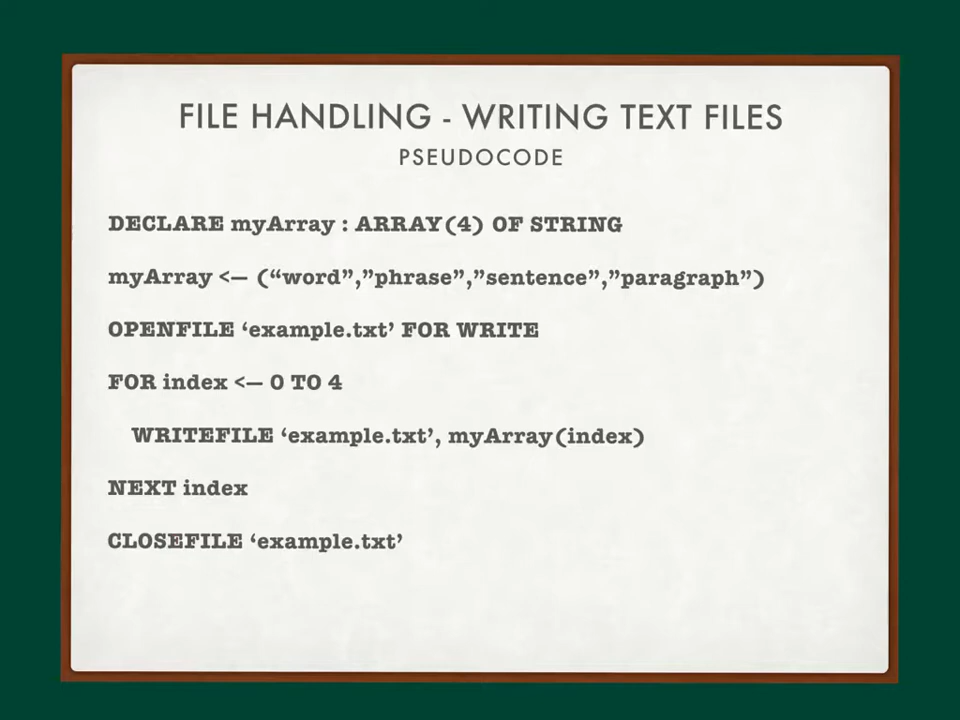 FILE HANDLING - WRITING TEXT FILES
PSEUDOCODE
DECLARE myArray : ARRAY(4) OF STRING
myArray <— (“word”,”phrase”,”sentence”,”paragraph”)
OPENFILE ‘example.txt’ FOR WRITE
FOR index <— 0 TO 4
WRITEFILE ‘example.txt’, myArray(index)
NEXT index
CLOSEFILE ‘example.txt’